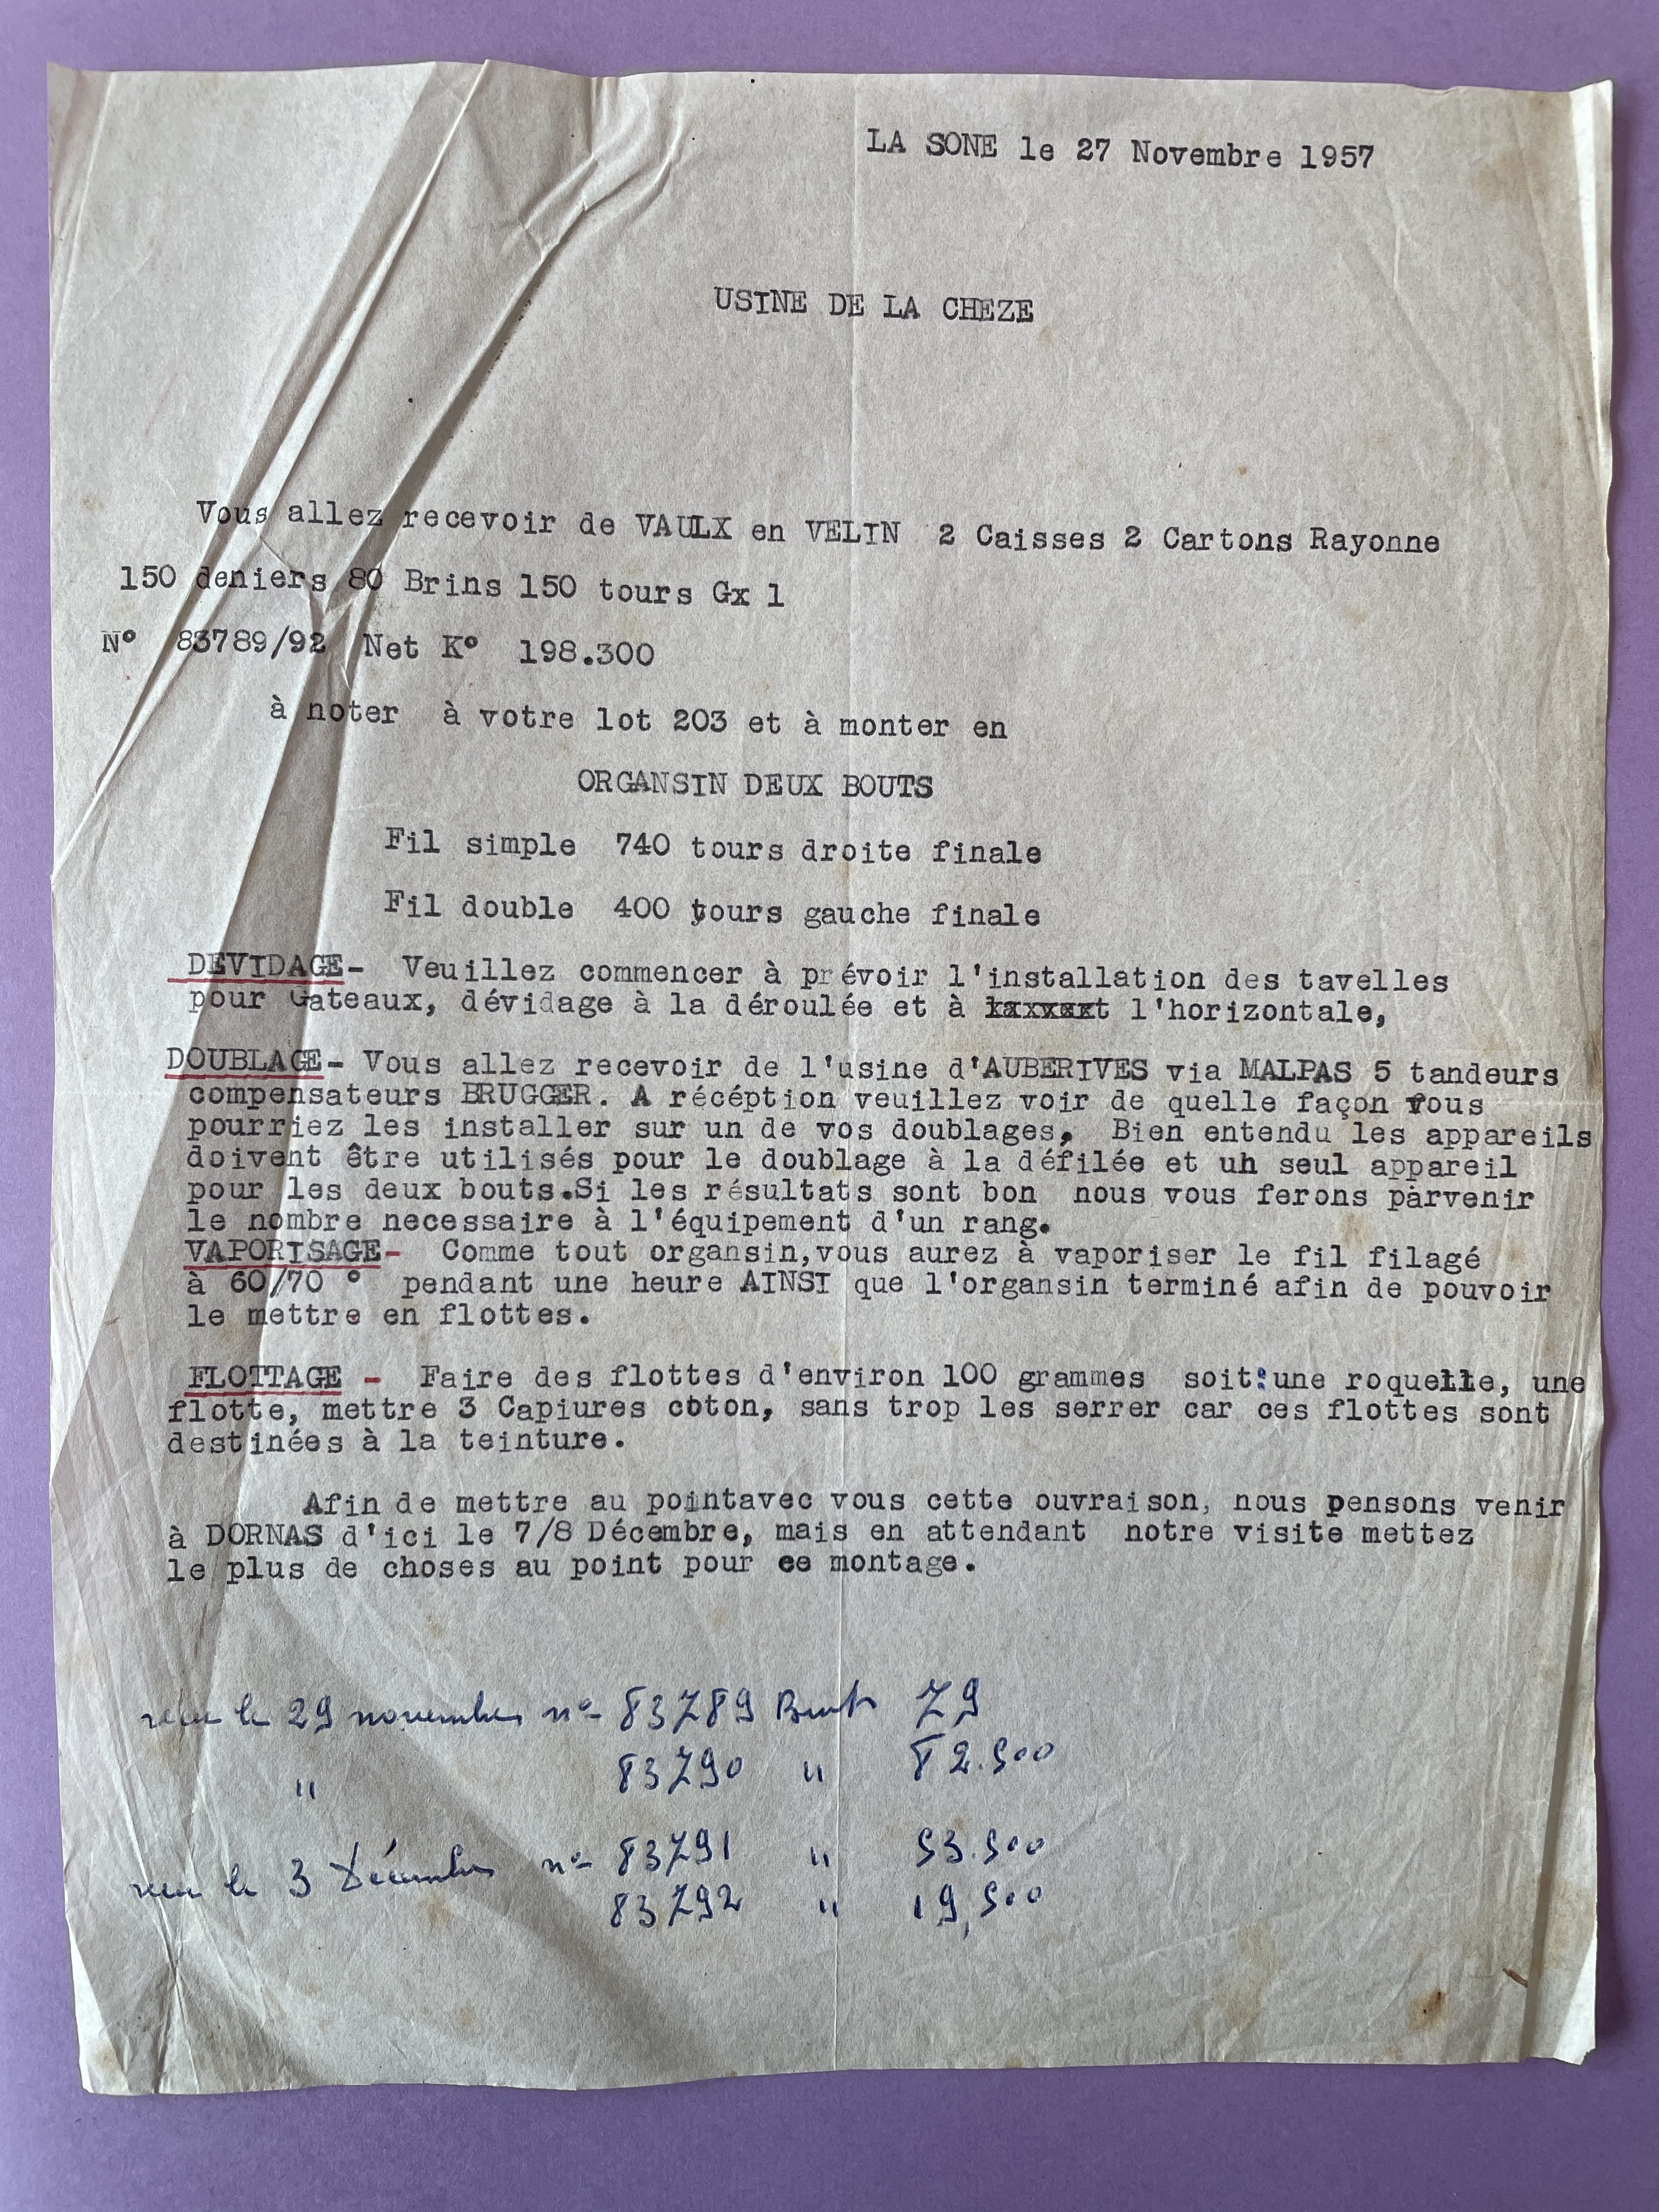 LA SONE le 27 Novembre 1957
USINE DE LA CHEZE
Vous allez recevoir de VAULX en VELIN 2 Caisses 2 Cartons Rayonne
150 deniers 80 Brins 150 tours Gx 1
N° 83789/92 Net K° 198.300
à noter à votre lot 203 et à monter en
ORGANSIN DEUX BOUTS
Fil simple 740 tours droite finale
Fil double 400 tours gauche finale
DEVIDAGE- Veuillez commencer à prévoir l'installation des tavelles
pour Gateaux, dévidage à la déroulée et à l'horizontale,
DOUBLAGE- Vous allez recevoir de l'usine d'AUBERIVES via MALPAS 5 tandeurs
compensateurs BRUGGER. A récéption veuillez voir de quelle façon vous
pourriez les installer sur un de vos doublages, Bien entendu les appareils
doivent être utilisés pour le doublage à la défilée et uh seul appareil
pour les deux bouts.Si les résultats sont bon nous vous ferons parvenir
le nombre necessaire à l'équipement d'un rang.
VAPORISAGE- Comme tout organsin,vous aurez à vaporiser le fil filagé
à 60/70 ° pendant une heure AINSI que l'organsin terminé afin de pouvoir
le mettre en flottes.
FLOTTAGE - Faire des flottes d'environ 100 grammes soit:une roquelle, une
flotte, mettre 3 Capiures coton, sans trop les serrer car ces flottes sont
destinées à la teinture.
Afin de mettre au pointavec vous cette ouvraison, nous pensons venir
à DORNAS d'ici le 7/8 Décembre, mais en attendant notre visite mettez
le plus de choses au point pour ce montage.
reçu le 29 novembre n° 83789 Brut 79
" 83790 " 82.500
reçu le 3 Décembre n° 83791 " 53.500
83792 " 19,500